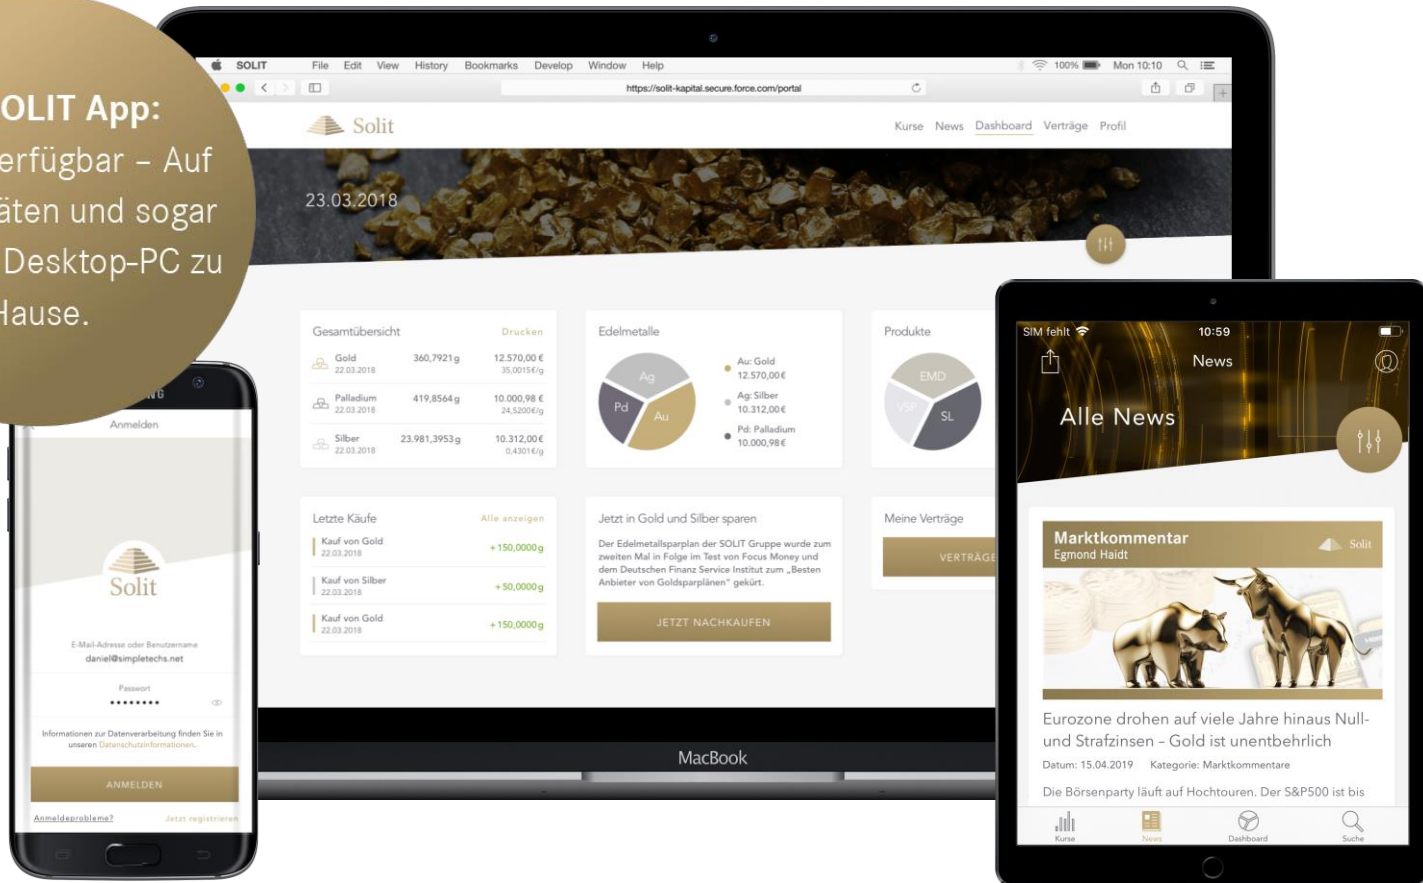 OLIT App:
erfügbar – Auf
äten und sogar
Desktop-PC zu
Hause.
SOLIT File Edit View History Bookmarks Develop Window Help 100% Mon 10:10
https://solit-kapital.secure.force.com/portal
Solit
Kurse News Dashboard Verträge Profil
23.03.2018
Gesamtübersicht Drucken
Gold 360,7921 g 12.570,00 €
22.03.2018 35,0015€/g
Palladium 419,8564 g 10.000,98 €
22.03.2018 24,5200€/g
Silber 23.981,3953 g 10.312,00 €
22.03.2018 0,4301€/g
Edelmetalle
Ag
Pd
Au
Au: Gold
12.570,00€
Ag: Silber
10.312,00€
Pd: Palladium
10.000,98€
Produkte
EMD
VSP
SL
Letzte Käufe Alle anzeigen
Kauf von Gold
22.03.2018
+ 150,0000 g
Kauf von Silber
22.03.2018
+ 50,0000 g
Kauf von Gold
22.03.2018
+ 150,0000 g
Jetzt in Gold und Silber sparen
Der Edelmetallsparplan der SOLIT Gruppe wurde zum
zweiten Mal in Folge im Test von Focus Money und
dem Deutschen Finanz Service Institut zum „Besten
Anbieter von Goldsparplänen" gekürt.
JETZT NACHKAUFEN
Meine Verträge
VERTRÄGE
MacBook
Anmelden
Solit
E-Mail-Adresse oder Benutzername
daniel@simpletechs.net
Passwort
••••••••
Informationen zur Datenverarbeitung finden Sie in
unseren Datenschutzinformationen.
ANMELDEN
Anmeldeprobleme? Jetzt registrieren
SIM fehlt 10:59
News
Alle News
Marktkommentar
Egmond Haidt
Solit
Eurozone drohen auf viele Jahre hinaus Null-
und Strafzinsen – Gold ist unentbehrlich
Datum: 15.04.2019 Kategorie: Marktkommentare
Die Börsenparty läuft auf Hochtouren. Der S&P500 ist bis
Kurse News Dashboard Suche